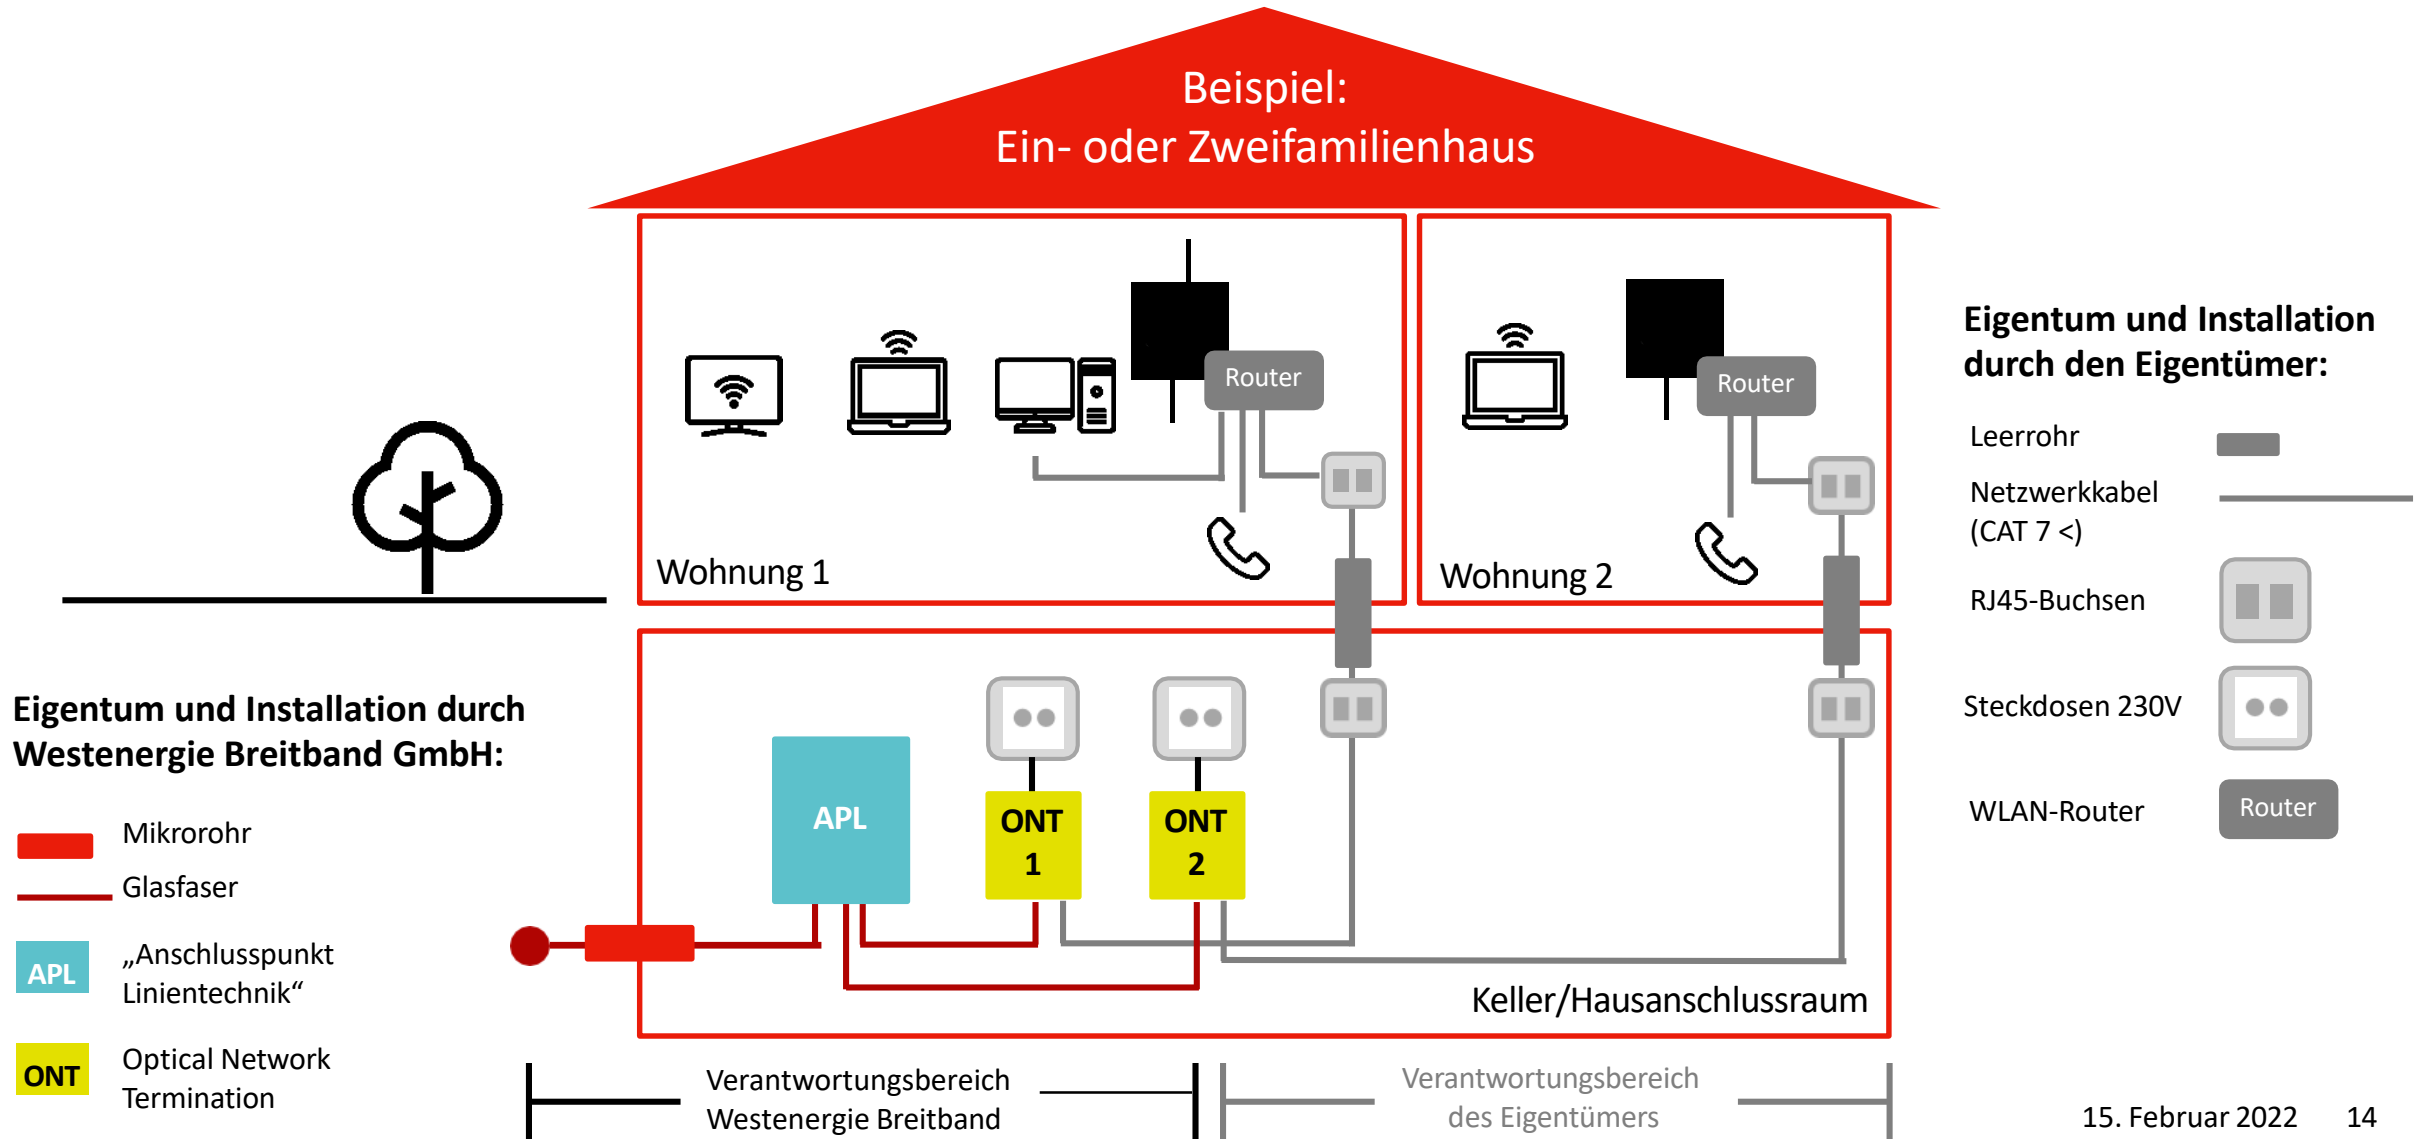 Beispiel:
Ein- oder Zweifamilienhaus
Router
Router
Wohnung 1
Wohnung 2
Eigentum und Installation
durch den Eigentümer:
Leerrohr
Netzwerkkabel
(CAT 7 <)
RJ45-Buchsen
Steckdosen 230V
WLAN-Router
Router
Eigentum und Installation durch
Westenergie Breitband GmbH:
Mikrorohr
Glasfaser
APL
„Anschlusspunkt
Linientechnik“
ONT
Optical Network
Termination
APL
ONT
1
ONT
2
Keller/Hausanschlussraum
Verantwortungsbereich
Westenergie Breitband
Verantwortungsbereich
des Eigentümers
15. Februar 2022 14